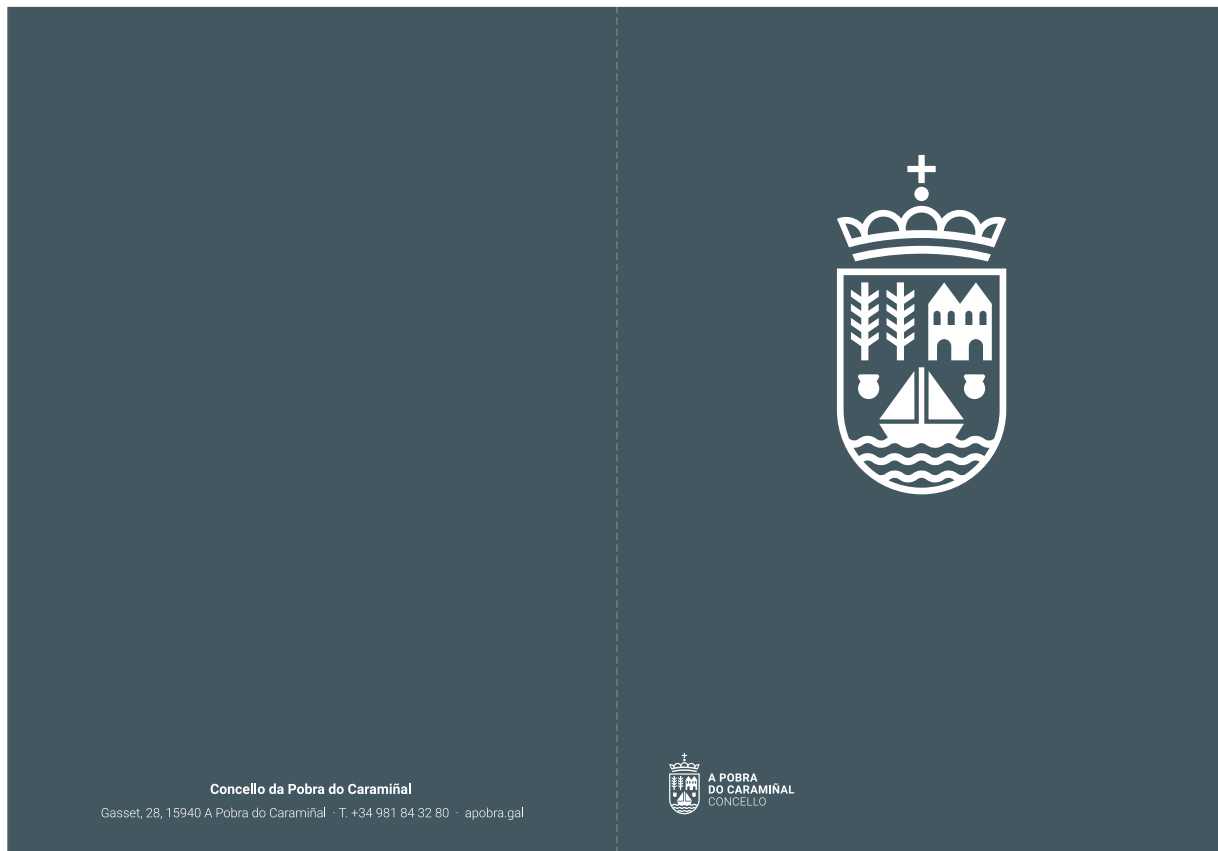 Concello da Pobra do Caramiñal
Gasset, 28, 15940 A Pobra do Caramiñal · T. +34 981 84 32 80 · apobra.gal
A POBRA
DO CARAMIÑAL
CONCELLO